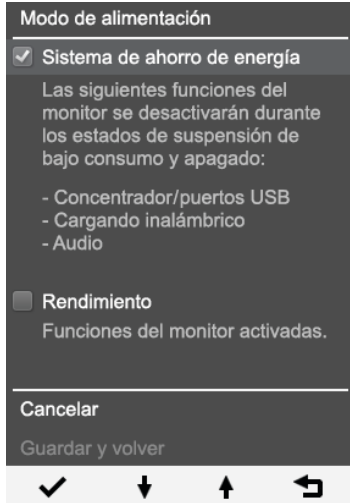 Modo de alimentación
Sistema de ahorro de energía
Las siguientes funciones del
monitor se desactivarán durante
los estados de suspensión de
bajo consumo y apagado:
- Concentrador/puertos USB
- Cargando inalámbrico
- Audio
Rendimiento
Funciones del monitor activadas.
Cancelar
Guardar y volver